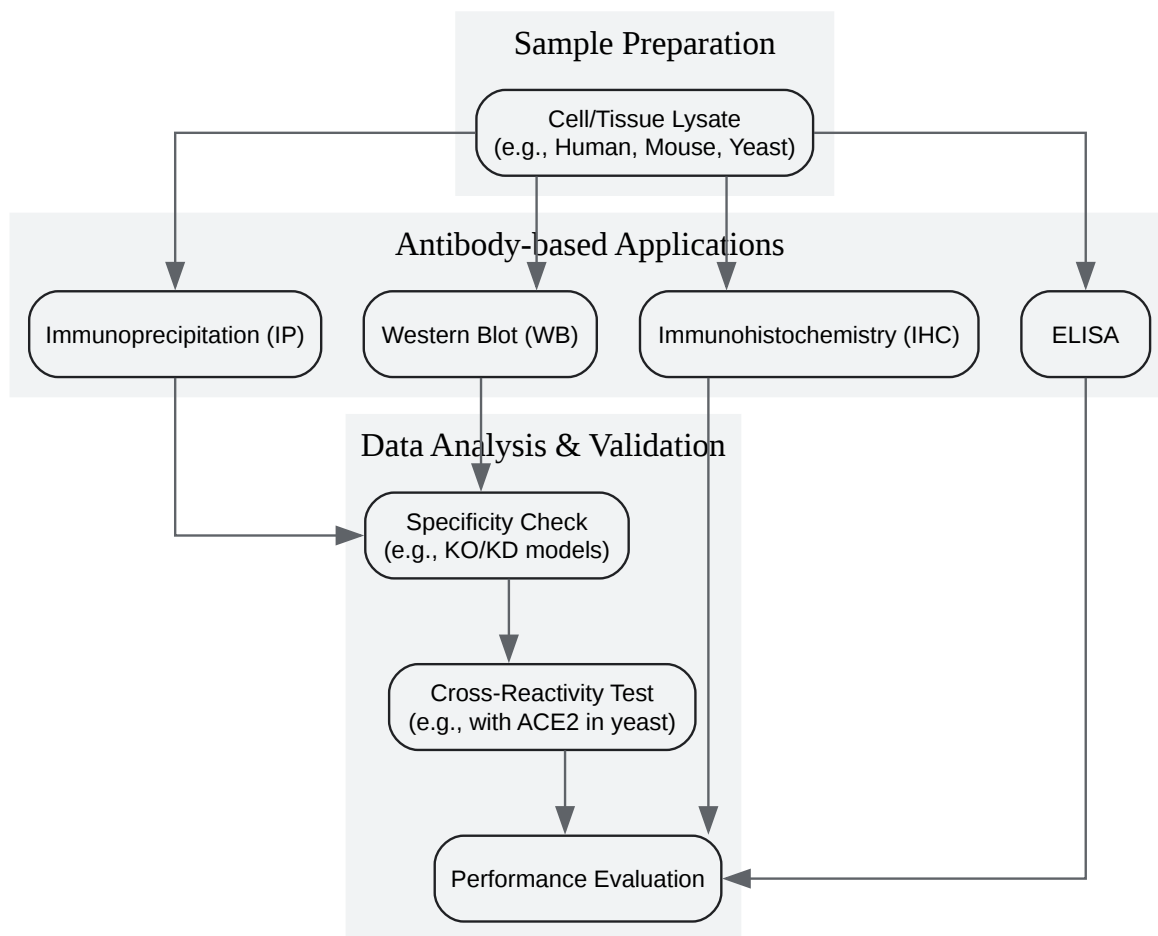 Sample Preparation
Cell/Tissue Lysate
(e.g., Human, Mouse, Yeast)
Antibody-based Applications
Immunoprecipitation (IP)
Western Blot (WB)
Immunohistochemistry (IHC)
ELISA
Data Analysis & Validation
Specificity Check
(e.g., KO/KD models)
Cross-Reactivity Test
(e.g., with ACE2 in yeast)
Performance Evaluation